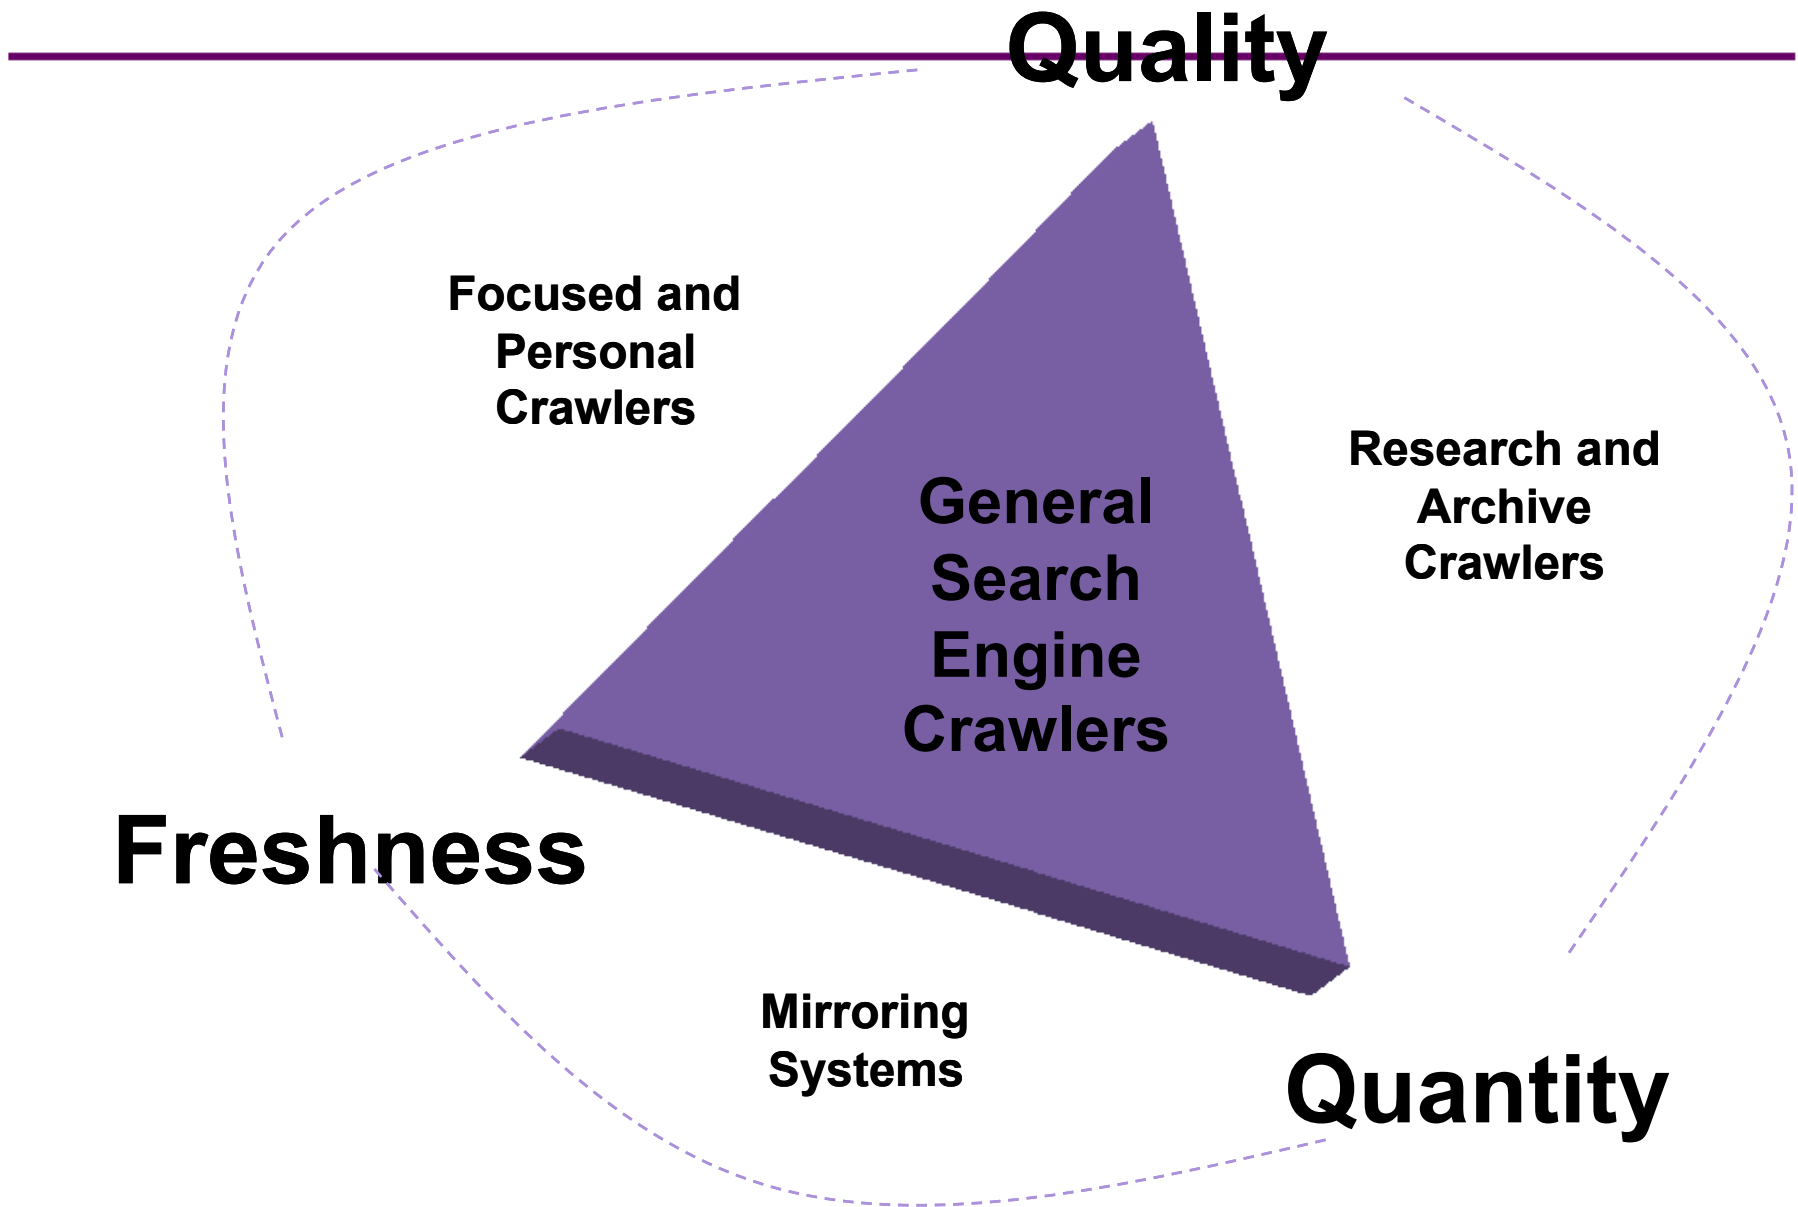 Quality
Focused and
Personal
Crawlers
Research and
Archive
Crawlers
General
Search
Engine
Crawlers
Freshness
Mirroring
Systems
Quantity